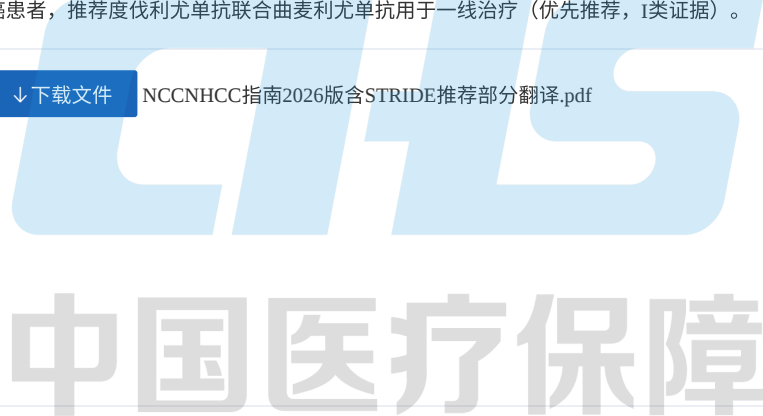 癌患者，推荐度伐利尤单抗联合曲麦利尤单抗用于一线治疗（优先推荐，I类证据）。
↓下载文件 NCCNHCC指南2026版含STRIDE推荐部分翻译.pdf
CHS
中国医疗保障